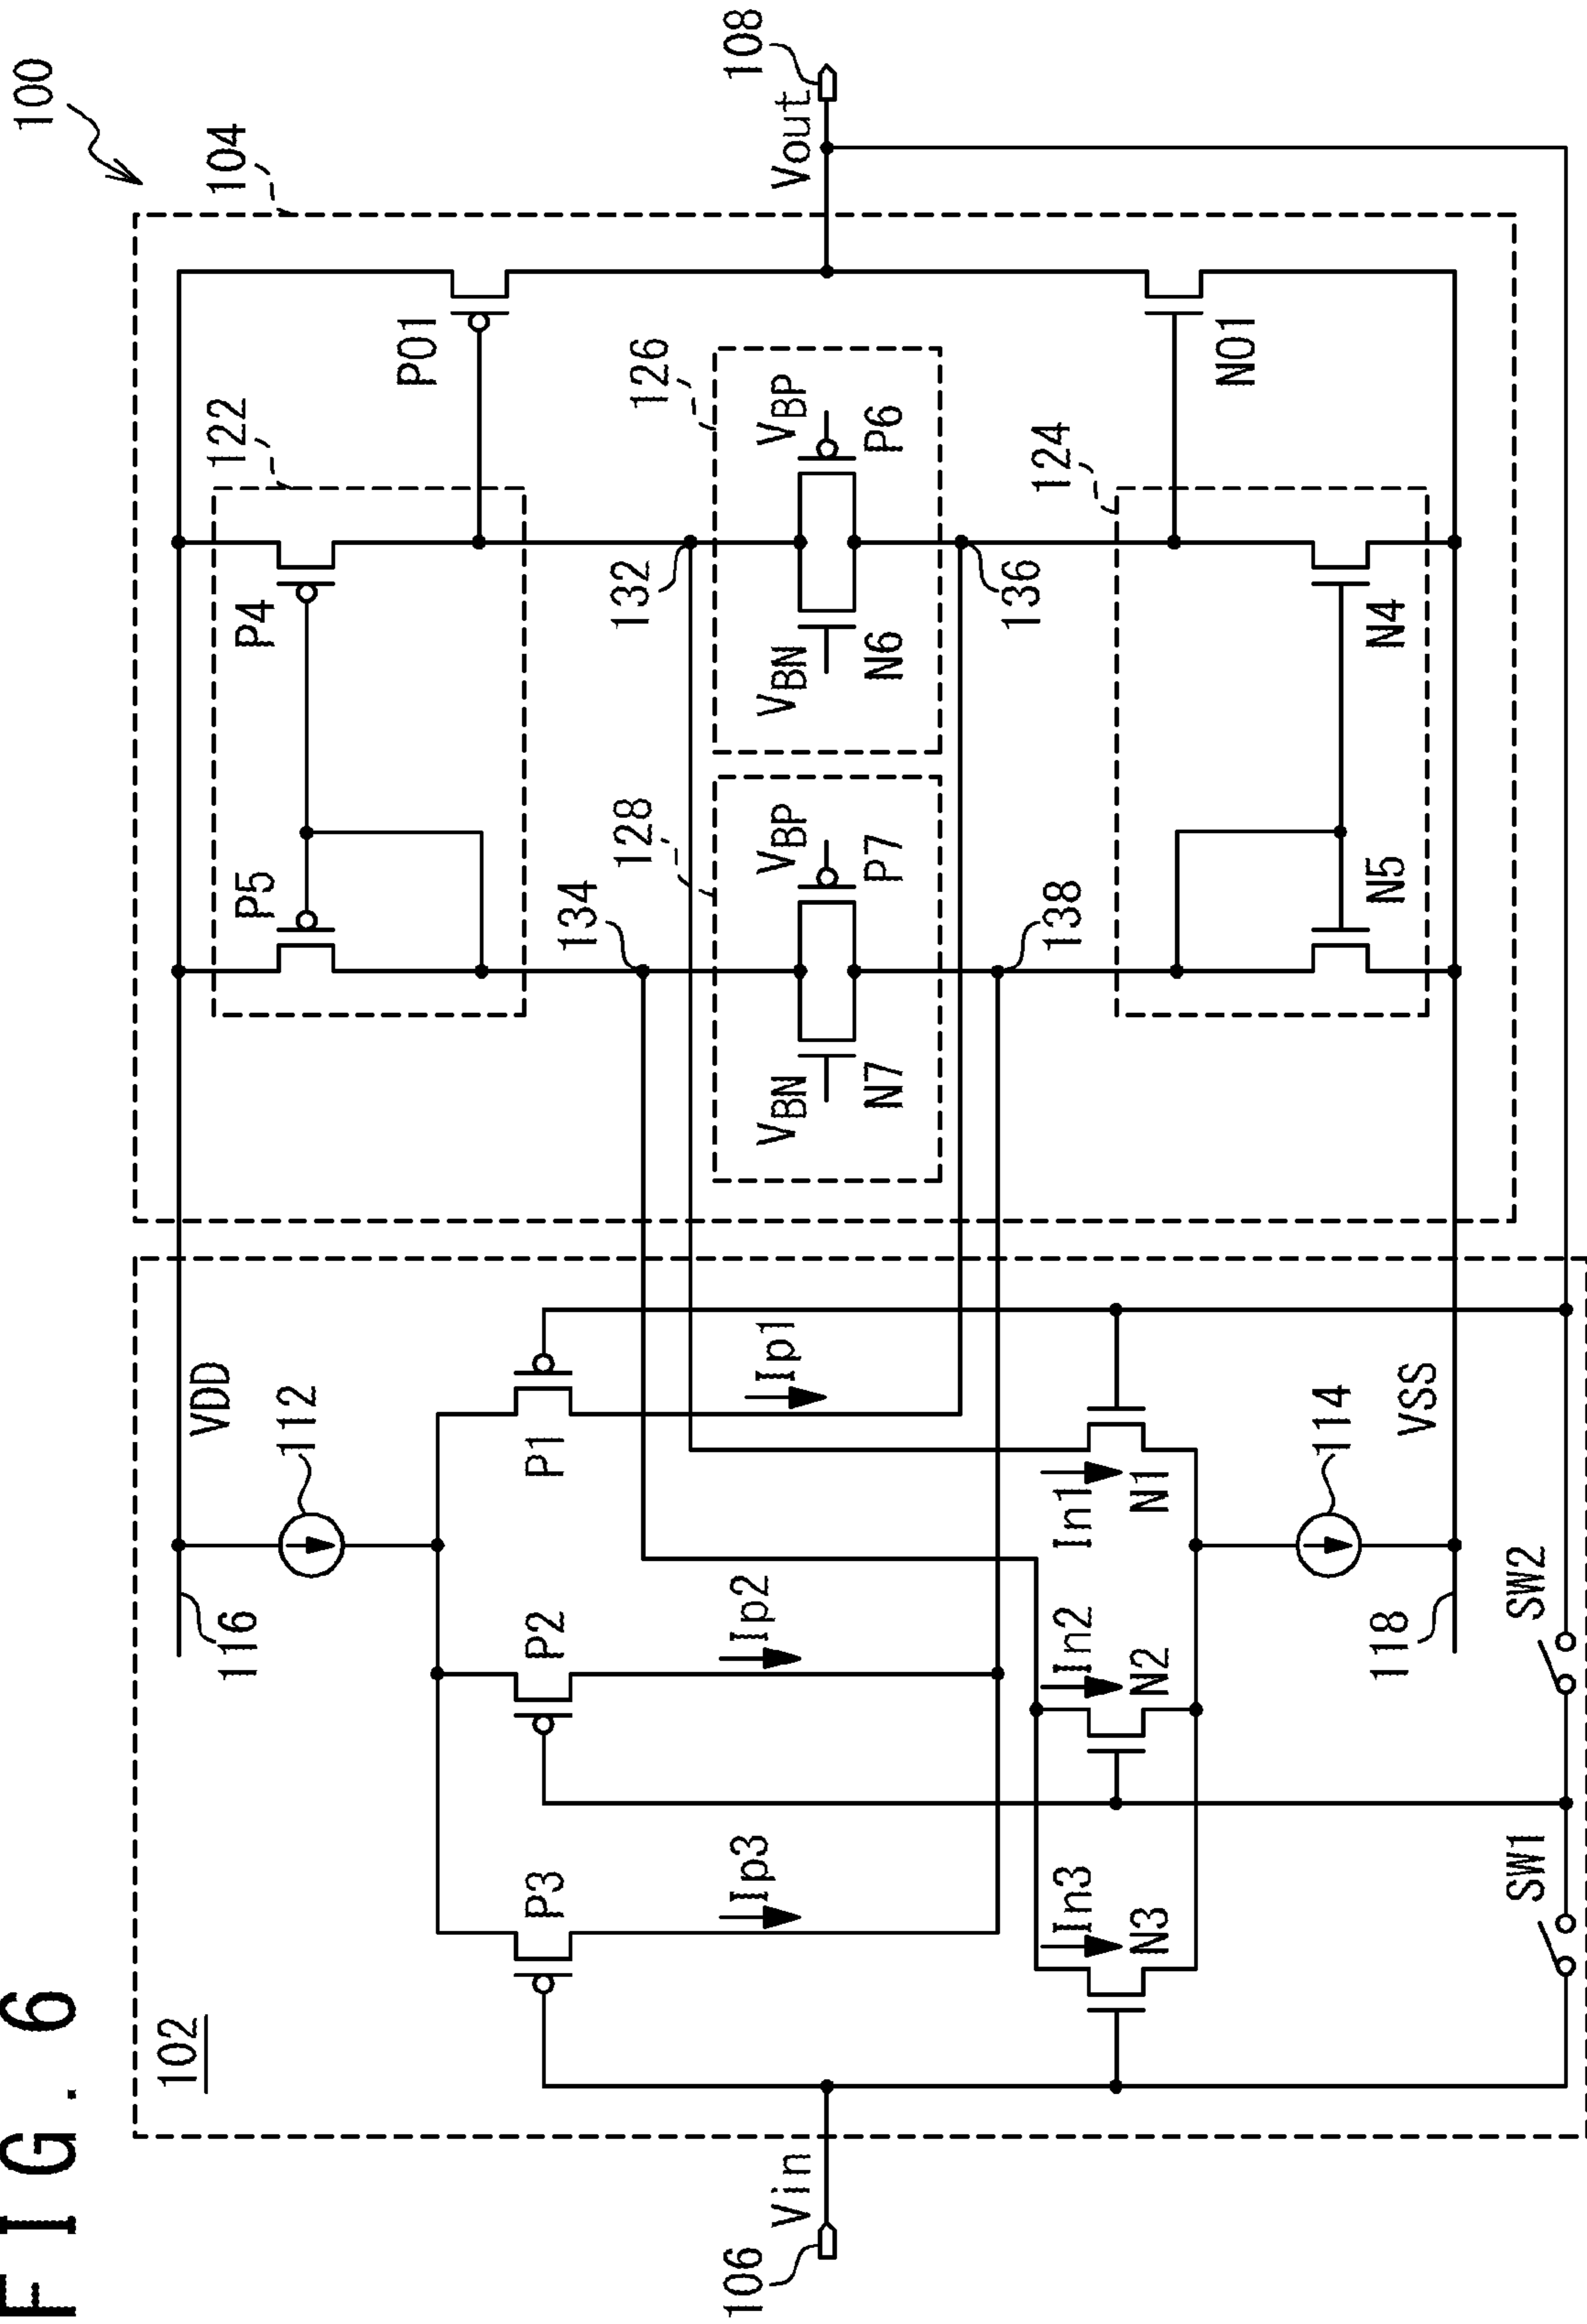 FIG. 6
100
102
104
116
VDD
112
122
P5
P4
P01
P3
P2
P1
Ip3
Ip2
Ip1
134
132
128
126
106
Vin
VBN
VBP
N7
P7
VBN
VBP
N6
P6
Vout
108
138
136
In3
In2
In1
N3
N2
N1
124
N5
N4
N01
114
118
VSS
SW1
SW2